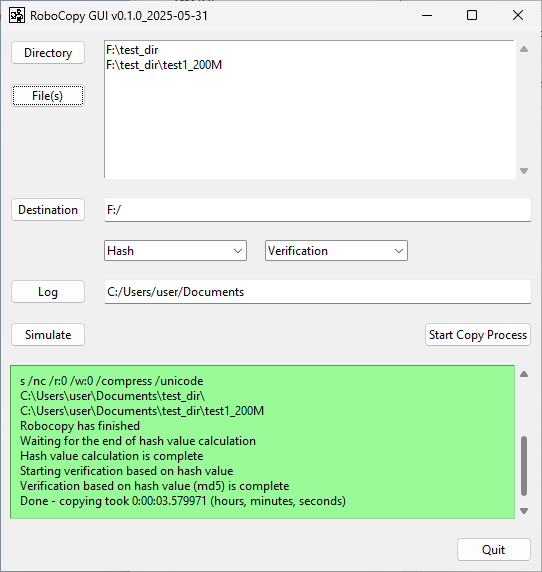 RoboCopy GUI v0.1.0_2025-05-31
Directory
F:\test_dir
F:\test_dir\test1_200M
File(s)
Destination
F:/
Hash
Verification
Log
C:/Users/user/Documents
Simulate
Start Copy Process
s /nc /r:0 /w:0 /compress /unicode
C:\Users\user\Documents\test_dir\
C:\Users\user\Documents\test_dir\test1_200M
Robocopy has finished
Waiting for the end of hash value calculation
Hash value calculation is complete
Starting verification based on hash value
Verification based on hash value (md5) is complete
Done - copying took 0:00:03.579971 (hours, minutes, seconds)
Quit